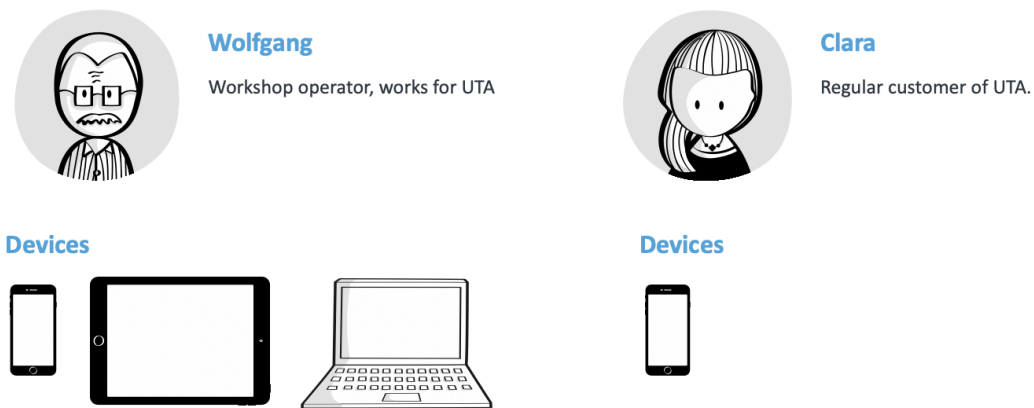 Wolfgang
Workshop operator, works for UTA
Clara
Regular customer of UTA.
Devices
Devices